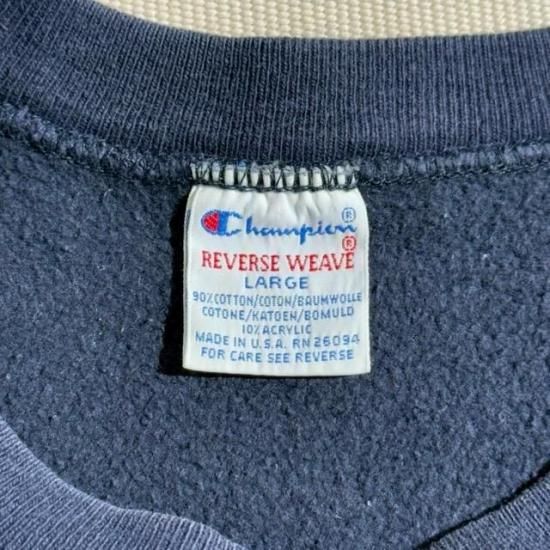 Champion®
REVERSE WEAVE®
LARGE
90% COTTON/COTON/BAUMWOLLE
COTONE/KATOEN/BOMULD
10% ACRYLIC
MADE IN U.S.A. RN 26094
FOR CARE SEE REVERSE